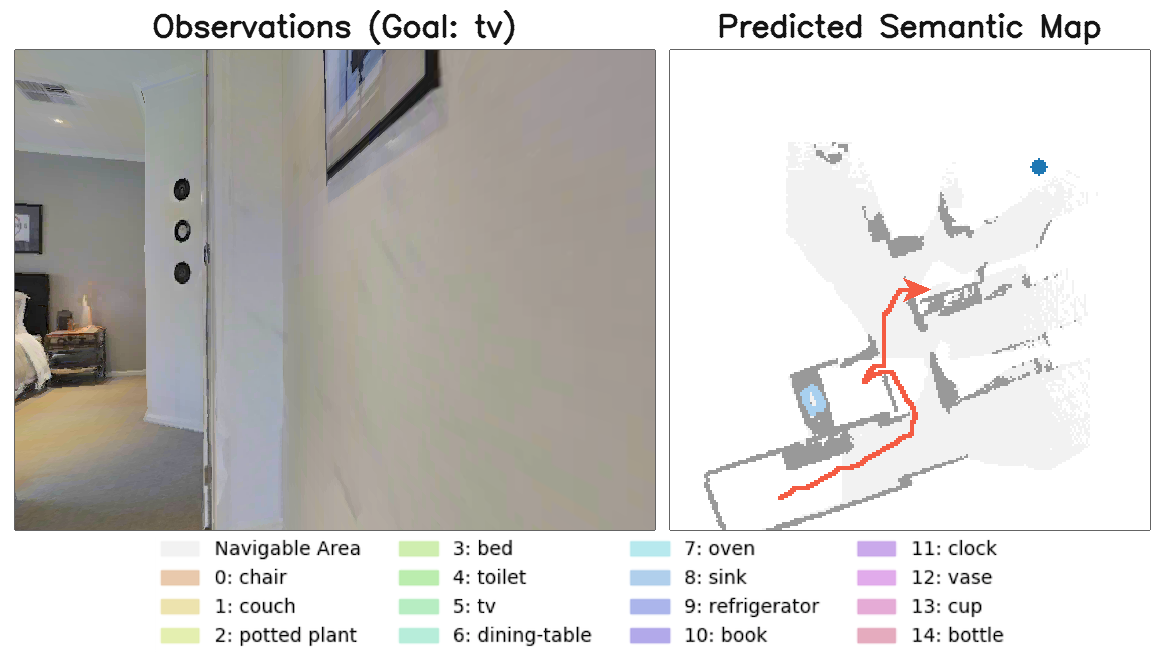 Observations (Goal: tv)
Predicted Semantic Map
Navigable Area
0: chair
1: couch
2: potted plant
3: bed
4: toilet
5: tv
6: dining-table
7: oven
8: sink
9: refrigerator
10: book
11: clock
12: vase
13: cup
14: bottle